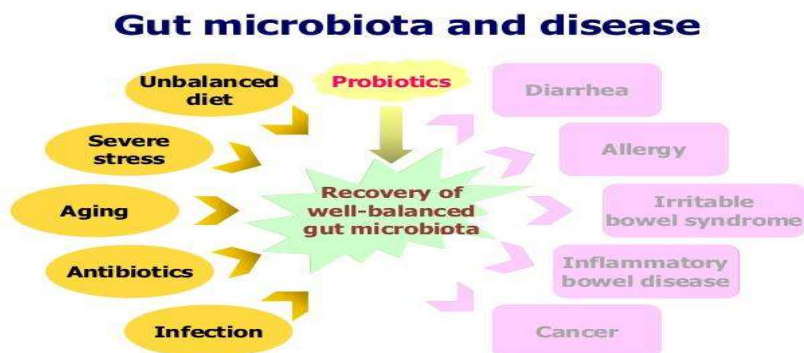 Gut microbiota and disease
Unbalanced
diet
Probiotics
Diarrhea
Severe
stress
Allergy
Aging
Recovery of
well-balanced
gut microbiota
Irritable
bowel syndrome
Antibiotics
Inflammatory
bowel disease
Infection
Cancer